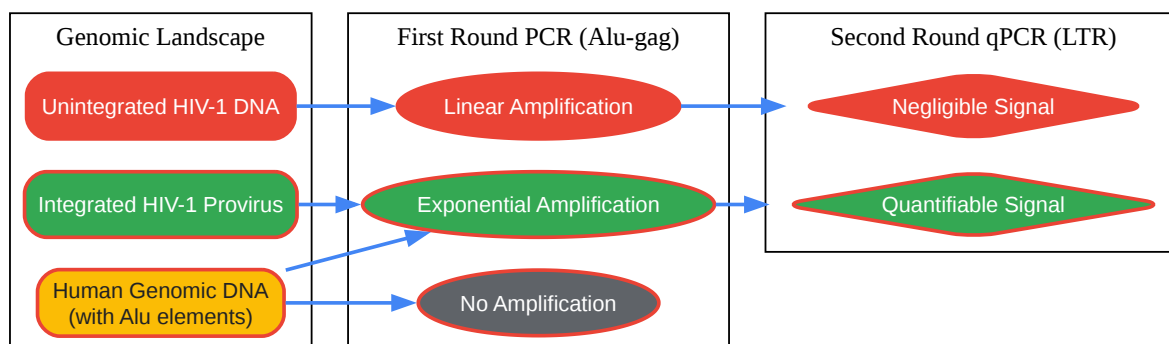 Genomic Landscape
First Round PCR (Alu-gag)
Second Round qPCR (LTR)
Unintegrated HIV-1 DNA
Linear Amplification
Negligible Signal
Integrated HIV-1 Provirus
Exponential Amplification
Quantifiable Signal
Human Genomic DNA
(with Alu elements)
No Amplification